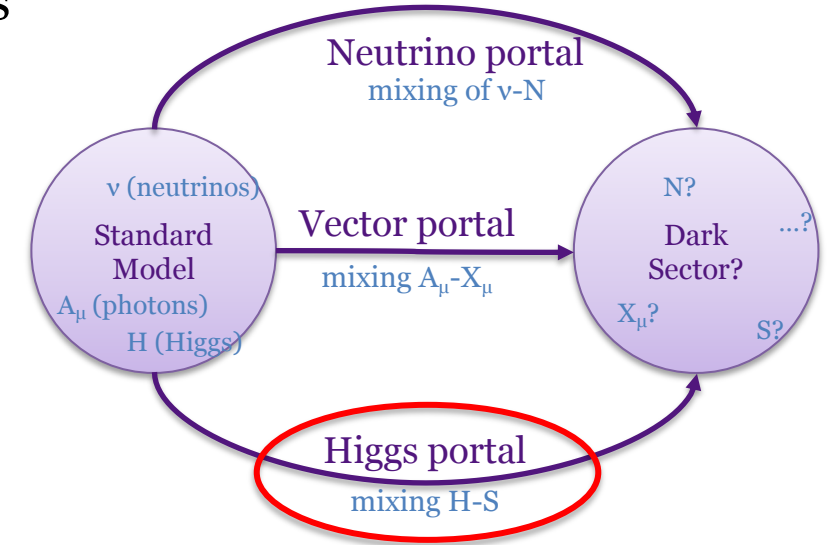 s
Neutrino portal
mixing of ν-N
ν (neutrinos)
Standard
Model
Aμ (photons)
H (Higgs)
Vector portal
mixing Aμ-Xμ
N?
...?
Dark
Sector?
Xμ?
S?
Higgs portal
mixing H-S